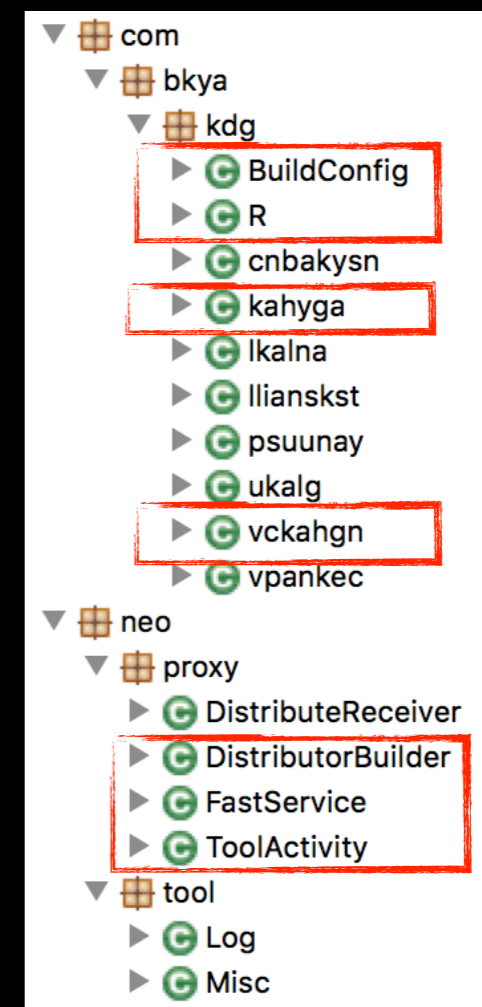 com
bkya
kdg
BuildConfig
R
cnbakysn
kahyga
lkalna
llianskst
psuunay
ukalg
vckahgn
vpankec
neo
proxy
DistributeReceiver
DistributorBuilder
FastService
ToolActivity
tool
Log
Misc